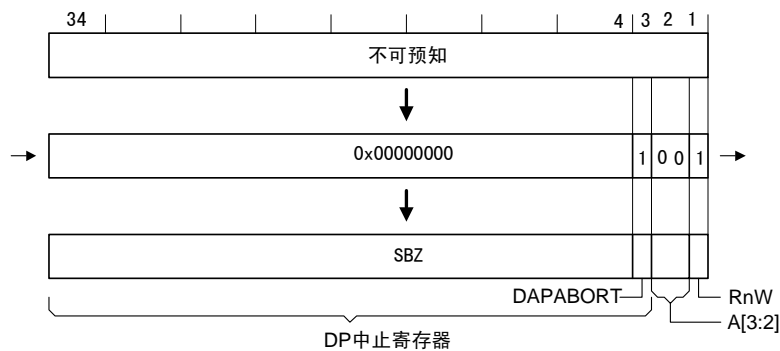 34 4 3 2 1
不可预知
0x00000000 1 0 0 1
SBZ
DAPABORT RnW
A[3:2]
DP中止寄存器